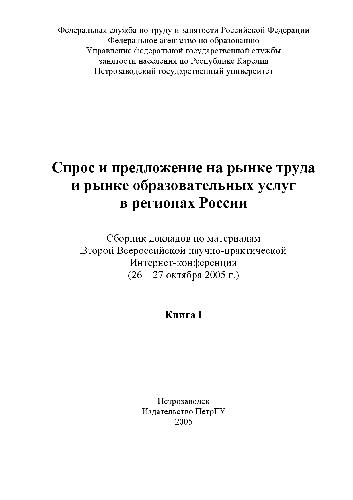 Федеральная служба по труду и занятости Российской Федерации
Федеральное агентство по образованию
Управление федеральной государственной службы
занятости населения по Республике Карелия
Петрозаводский государственный университет
Спрос и предложение на рынке труда
и рынке образовательных услуг
в регионах России
Сборник докладов по материалам
Второй Всероссийской научно-практической
Интернет-конференции
(26 – 27 октября 2005 г.)
Книга I
Петрозаводск
Издательство ПетрГУ
2005